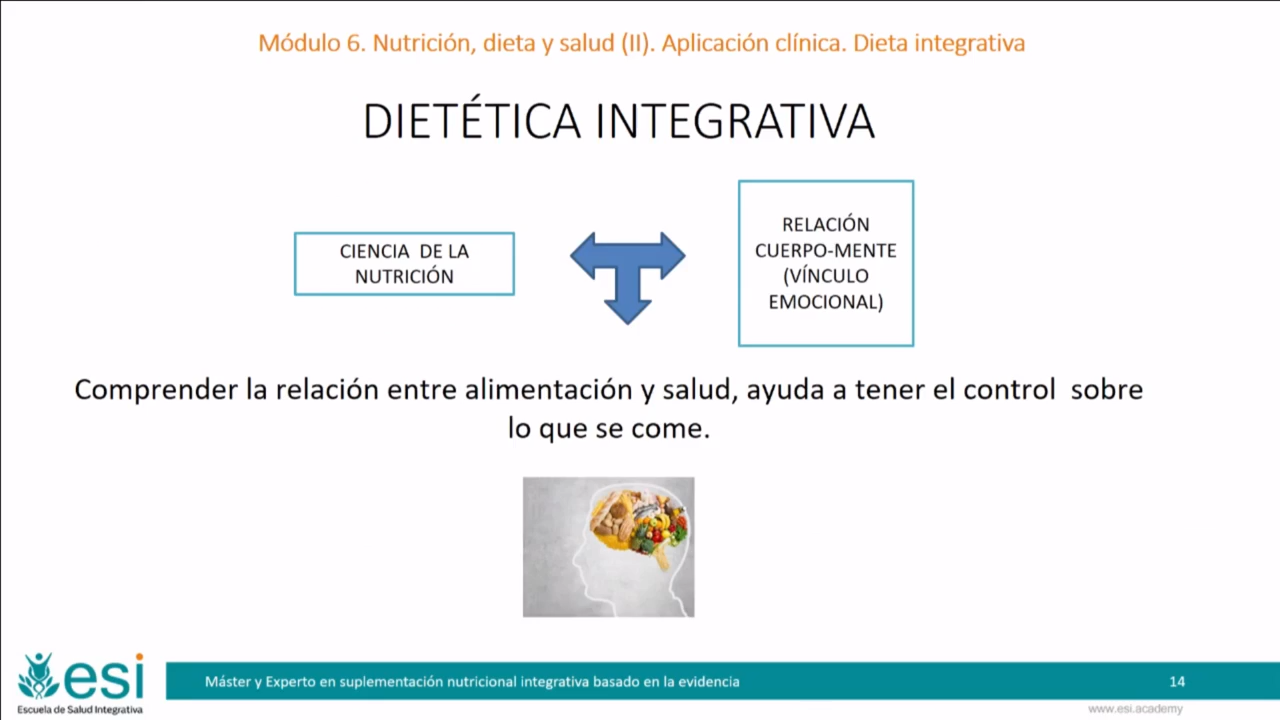 Módulo 6. Nutrición, dieta y salud (II). Aplicación clínica. Dieta integrativa
DIETÉTICA INTEGRATIVA
CIENCIA  DE LA
NUTRICIÓN
RELACIÓN
CUERPO-MENTE
(VÍNCULO
EMOCIONAL)
Comprender la relación entre alimentación y salud, ayuda a tener el control  sobre
lo que se come.
esi
Escuela de Salud Integrativa
Máster y Experto en suplementación nutricional integrativa basado en la evidencia
14
www.esi.academy